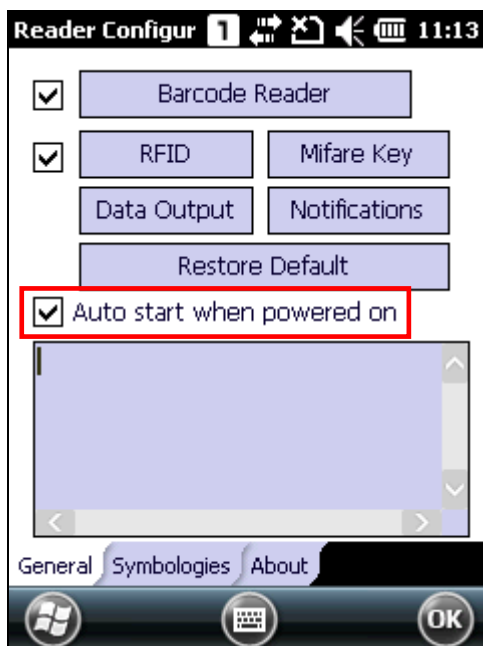 Reader Configur 1 11:13
Barcode Reader
RFID Mifare Key
Data Output Notifications
Restore Default
Auto start when powered on
General Symbologies About
OK